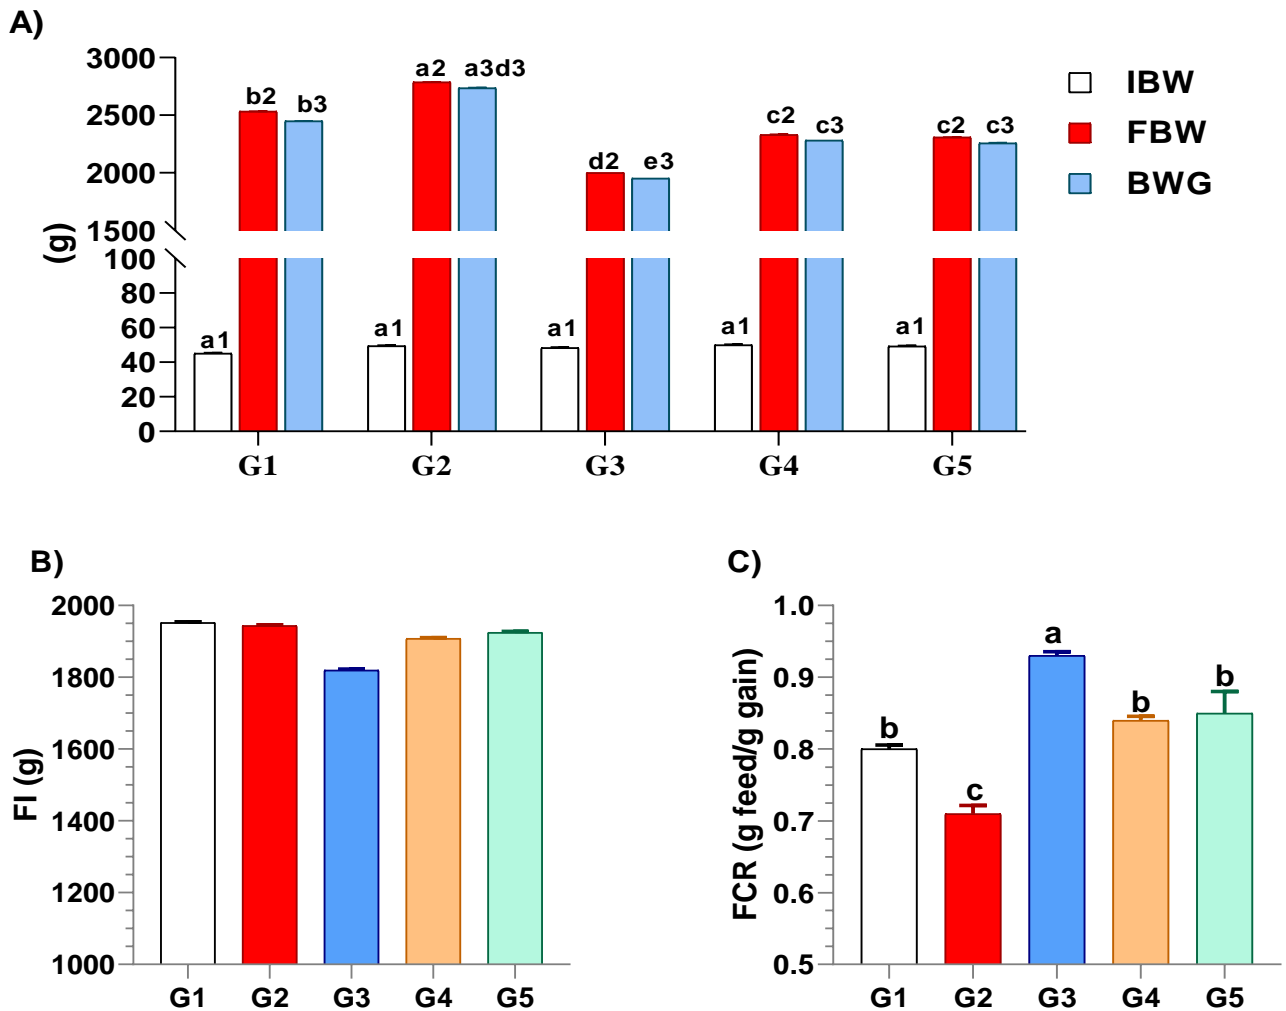 A)
(g)
3000
2500
2000
1500
100
80
60
40
20
0
a1 b2 b3
a1 a2 a3d3
a1 d2 e3
a1 c2 c3
a1 c2 c3
G1 G2 G3 G4 G5
IBW
FBW
BWG
B)
FI (g)
2000
1800
1600
1400
1200
1000
G1 G2 G3 G4 G5
C)
FCR (g feed/g gain)
1.0
0.9
0.8
0.7
0.6
0.5
b c a b b
G1 G2 G3 G4 G5